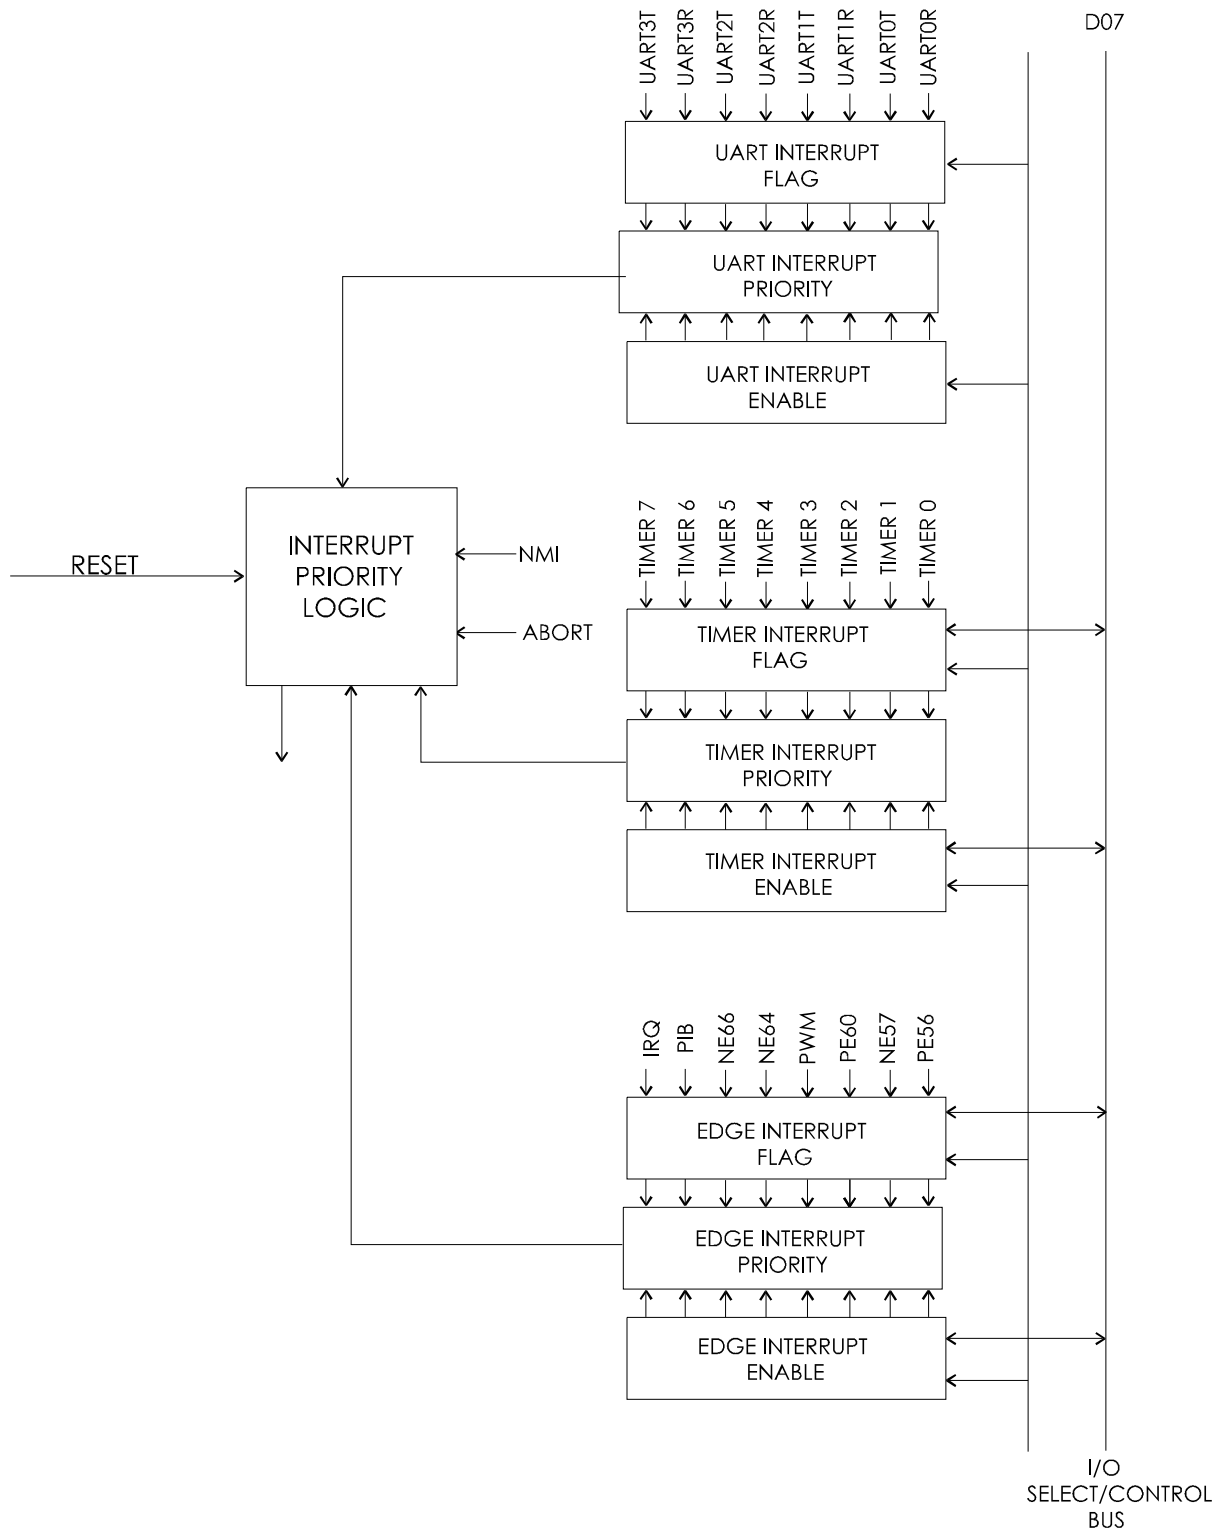 D07
UART3T
UART3R
UART2T
UART2R
UART1T
UART1R
UART0T
UART0R
UART INTERRUPT
FLAG
UART INTERRUPT
PRIORITY
UART INTERRUPT
ENABLE
INTERRUPT
PRIORITY
LOGIC
RESET
NMI
ABORT
TIMER 7
TIMER 6
TIMER 5
TIMER 4
TIMER 3
TIMER 2
TIMER 1
TIMER 0
TIMER INTERRUPT
FLAG
TIMER INTERRUPT
PRIORITY
TIMER INTERRUPT
ENABLE
IRQ
PIB
NE66
NE64
PWM
PE60
NE57
PE56
EDGE INTERRUPT
FLAG
EDGE INTERRUPT
PRIORITY
EDGE INTERRUPT
ENABLE
I/O
SELECT/CONTROL
BUS